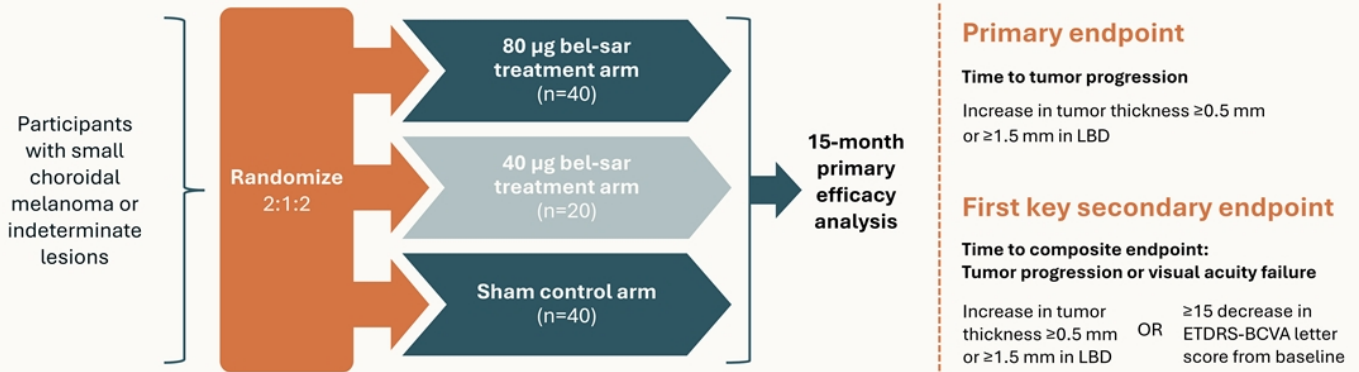 Participants
with small
choroidal
melanoma or
indeterminate
lesions
Randomize
2:1:2
80 µg bel-sar
treatment arm
(n=40)
40 µg bel-sar
treatment arm
(n=20)
Sham control arm
(n=40)
15-month
primary
efficacy
analysis
Primary endpoint
Time to tumor progression
Increase in tumor thickness ≥0.5 mm
or ≥1.5 mm in LBD
First key secondary endpoint
Time to composite endpoint:
Tumor progression or visual acuity failure
Increase in tumor
thickness ≥0.5 mm
or ≥1.5 mm in LBD
OR
≥15 decrease in
ETDRS-BCVA letter
score from baseline